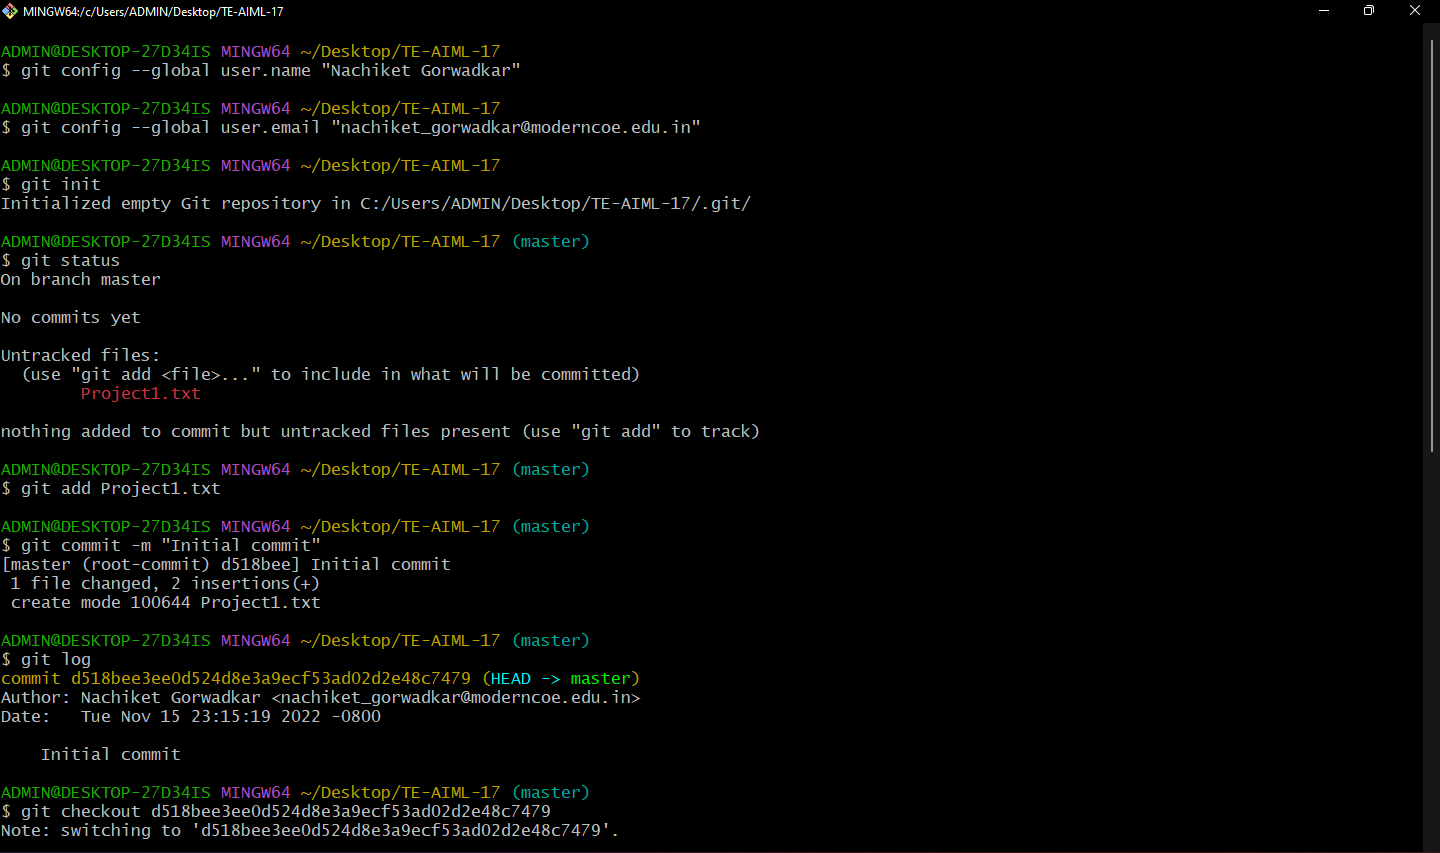 MINGW64:/c/Users/ADMIN/Desktop/TE-AIML-17
ADMIN@DESKTOP-27D34IS MINGW64 ~/Desktop/TE-AIML-17
$ git config --global user.name "Nachiket Gorwadkar"
ADMIN@DESKTOP-27D34IS MINGW64 ~/Desktop/TE-AIML-17
$ git config --global user.email "nachiket_gorwadkar@moderncoe.edu.in"
ADMIN@DESKTOP-27D34IS MINGW64 ~/Desktop/TE-AIML-17
$ git init
Initialized empty Git repository in C:/Users/ADMIN/Desktop/TE-AIML-17/.git/
ADMIN@DESKTOP-27D34IS MINGW64 ~/Desktop/TE-AIML-17 (master)
$ git status
On branch master
No commits yet
Untracked files:
  (use "git add <file>..." to include in what will be committed)
        Project1.txt
nothing added to commit but untracked files present (use "git add" to track)
ADMIN@DESKTOP-27D34IS MINGW64 ~/Desktop/TE-AIML-17 (master)
$ git add Project1.txt
ADMIN@DESKTOP-27D34IS MINGW64 ~/Desktop/TE-AIML-17 (master)
$ git commit -m "Initial commit"
[master (root-commit) d518bee] Initial commit
 1 file changed, 2 insertions(+)
 create mode 100644 Project1.txt
ADMIN@DESKTOP-27D34IS MINGW64 ~/Desktop/TE-AIML-17 (master)
$ git log
commit d518bee3ee0d524d8e3a9ecf53ad02d2e48c7479 (HEAD -> master)
Author: Nachiket Gorwadkar <nachiket_gorwadkar@moderncoe.edu.in>
Date:   Tue Nov 15 23:15:19 2022 -0800
    Initial commit
ADMIN@DESKTOP-27D34IS MINGW64 ~/Desktop/TE-AIML-17 (master)
$ git checkout d518bee3ee0d524d8e3a9ecf53ad02d2e48c7479
Note: switching to 'd518bee3ee0d524d8e3a9ecf53ad02d2e48c7479'.